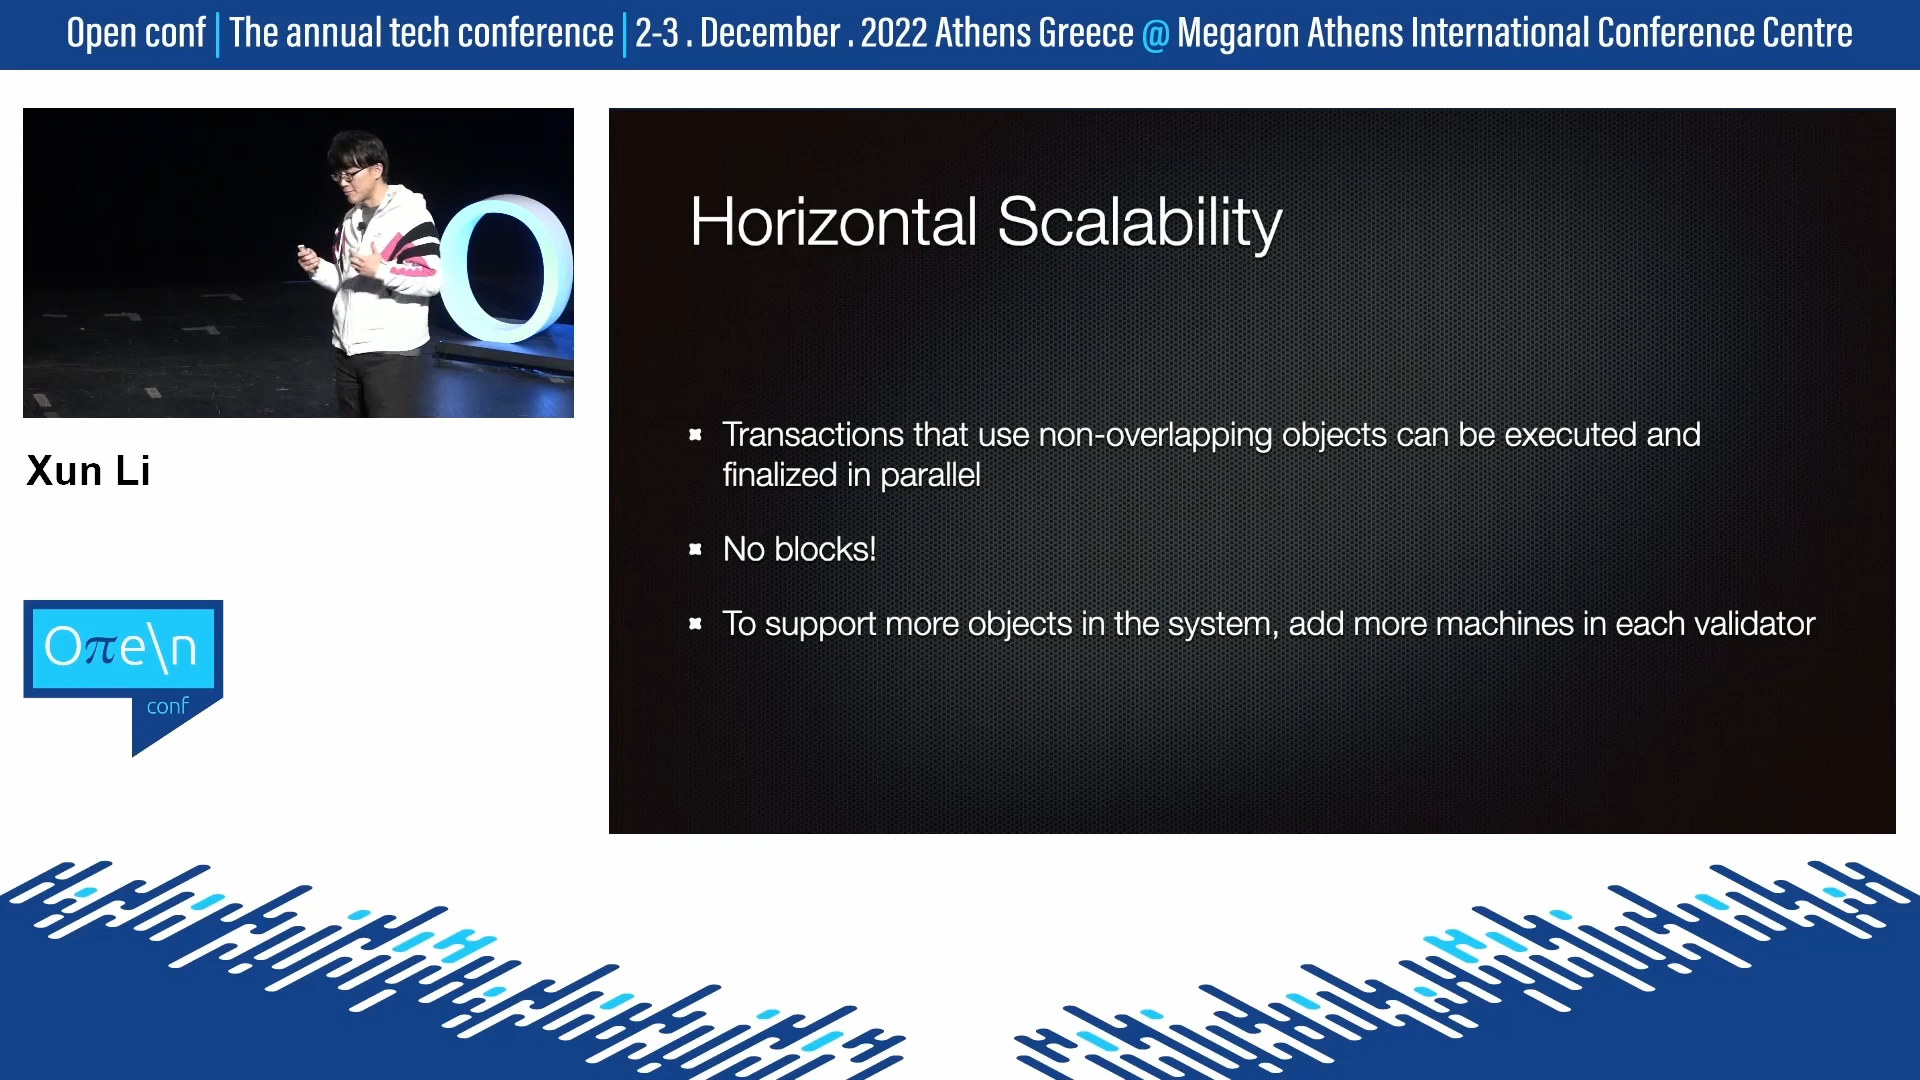 Open conf | The annual tech conference | 2-3 . December . 2022 Athens Greece @ Megaron Athens International Conference Centre
Xun Li
Oπe\n
conf
Horizontal Scalability
Transactions that use non-overlapping objects can be executed and
finalized in parallel
No blocks!
To support more objects in the system, add more machines in each validator